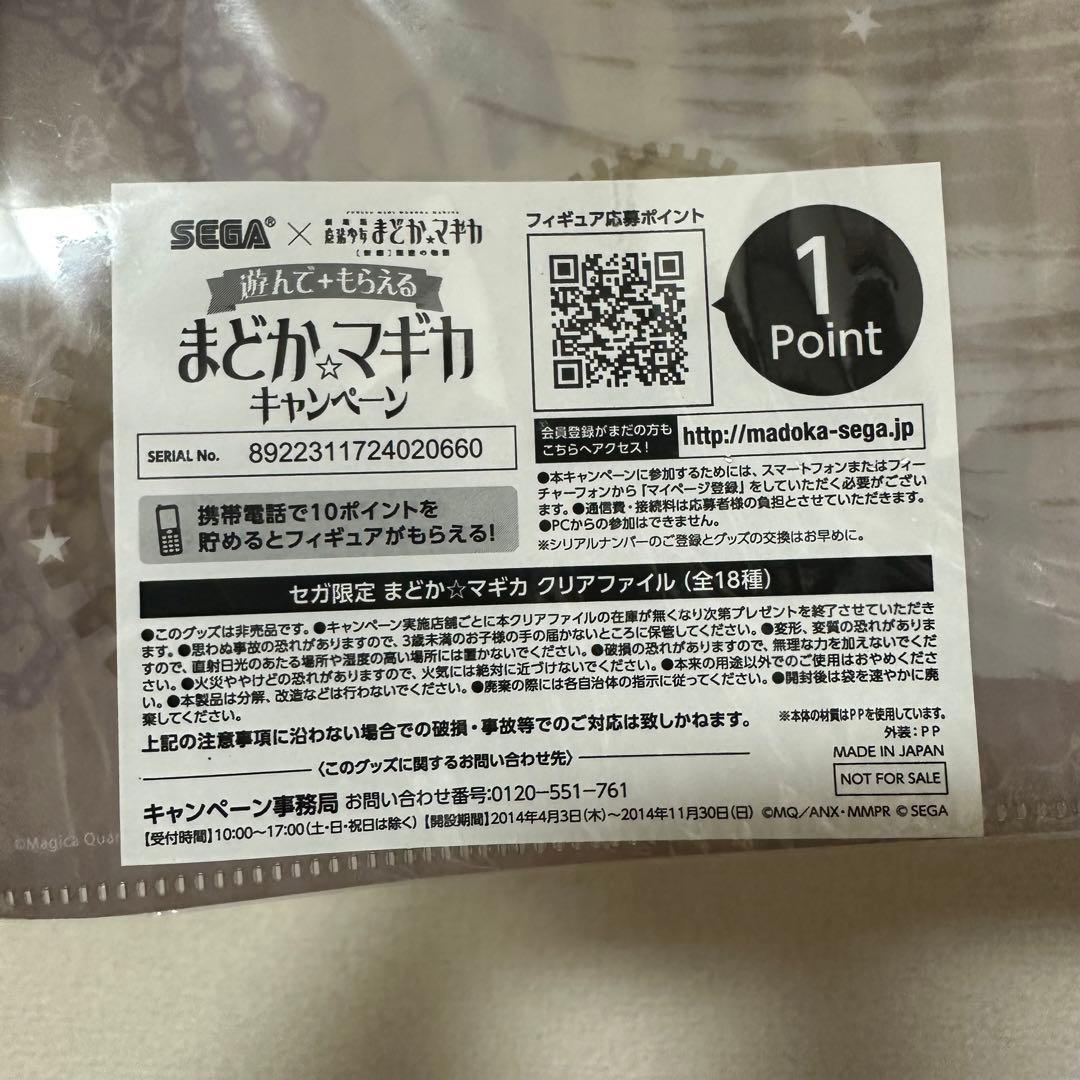 SEGA® × 劇場版 魔法少女まどか☆マギカ
[新編]叛逆の物語
遊んで+もらえる
まどか☆マギカ
キャンペーン
SERIAL No. 8922311724020660
携帯電話で10ポイントを
貯めるとフィギュアがもらえる!
フィギュア応募ポイント
1
Point
会員登録がまだの方も
こちらへアクセス!
http://madoka-sega.jp
●本キャンペーンに参加するためには、スマートフォンまたはフィー
チャーフォンから「マイページ登録」をしていただく必要がござい
ます。●通信費・接続料は応募者様の負担とさせていただきます。
●PCからの参加はできません。
※シリアルナンバーのご登録とグッズの交換はお早めに。
セガ限定 まどか☆マギカ クリアファイル (全18種)
●このグッズは非売品です。●キャンペーン実施店舗ごとに本クリアファイルの在庫が無くなり次第プレゼントを終了させていただき
ます。●思わぬ事故の恐れがありますので、3歳未満のお子様の手の届かないところに保管してください。●変形、変質の恐れがありま
すので、直射日光のあたる場所や湿度の高い場所には置かないでください。●破損の恐れがありますので、無理な力を加えないでくだ
さい。●火災ややけどの恐れがありますので、火気には絶対に近づけないでください。●本来の用途以外でのご使用はおやめくださ
い。●本製品は分解、改造などは行わないでください。●廃棄の際には各自治体の指示に従ってください。●開封後は袋を速やかに廃
棄してください。
上記の注意事項に沿わない場合での破損・事故等でのご対応は致しかねます。
※本体の材質はPPを使用しています。
外装:PP
MADE IN JAPAN
NOT FOR SALE
〈このグッズに関するお問い合わせ先〉
キャンペーン事務局 お問い合わせ番号:0120-551-761
【受付時間】10:00〜17:00(土・日・祝日は除く)【開設期間】2014年4月3日(木)〜2014年11月30日(日) ©MQ/ANX・MMPR © SEGA
©Magica Quar